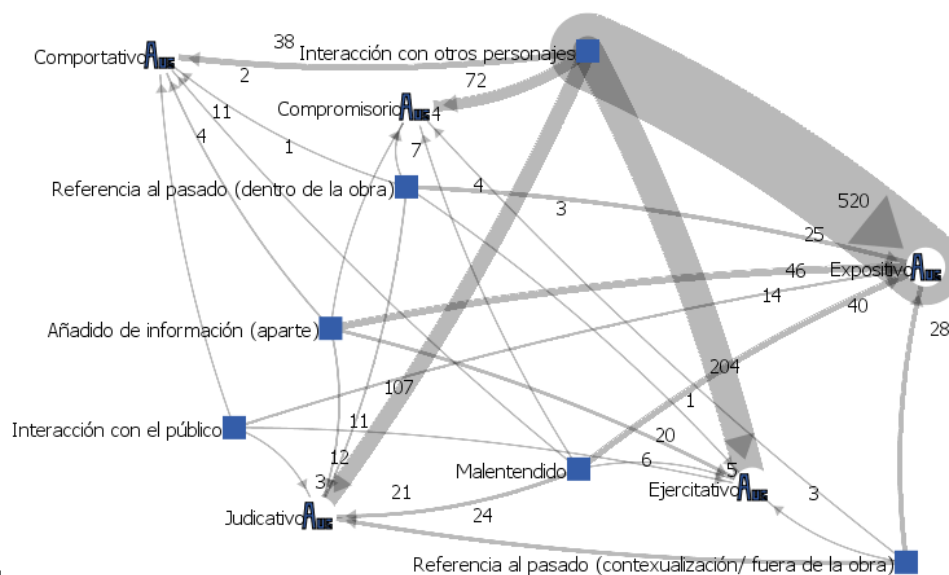 38
Interacción con otros personajes
Comportativo
2
72
Compromisorio
4
11
4
1
7
Referencia al pasado (dentro de la obra)
4
3
520
25
Expositivo
46
14
40
28
Añadido de información (aparte)
204
107
1
Interacción con el público
11
20
12
6
Malentendido
5
3
Ejercitativo
21
3
Judicativo
24
Referencia al pasado (contexualización/ fuera de la obra)